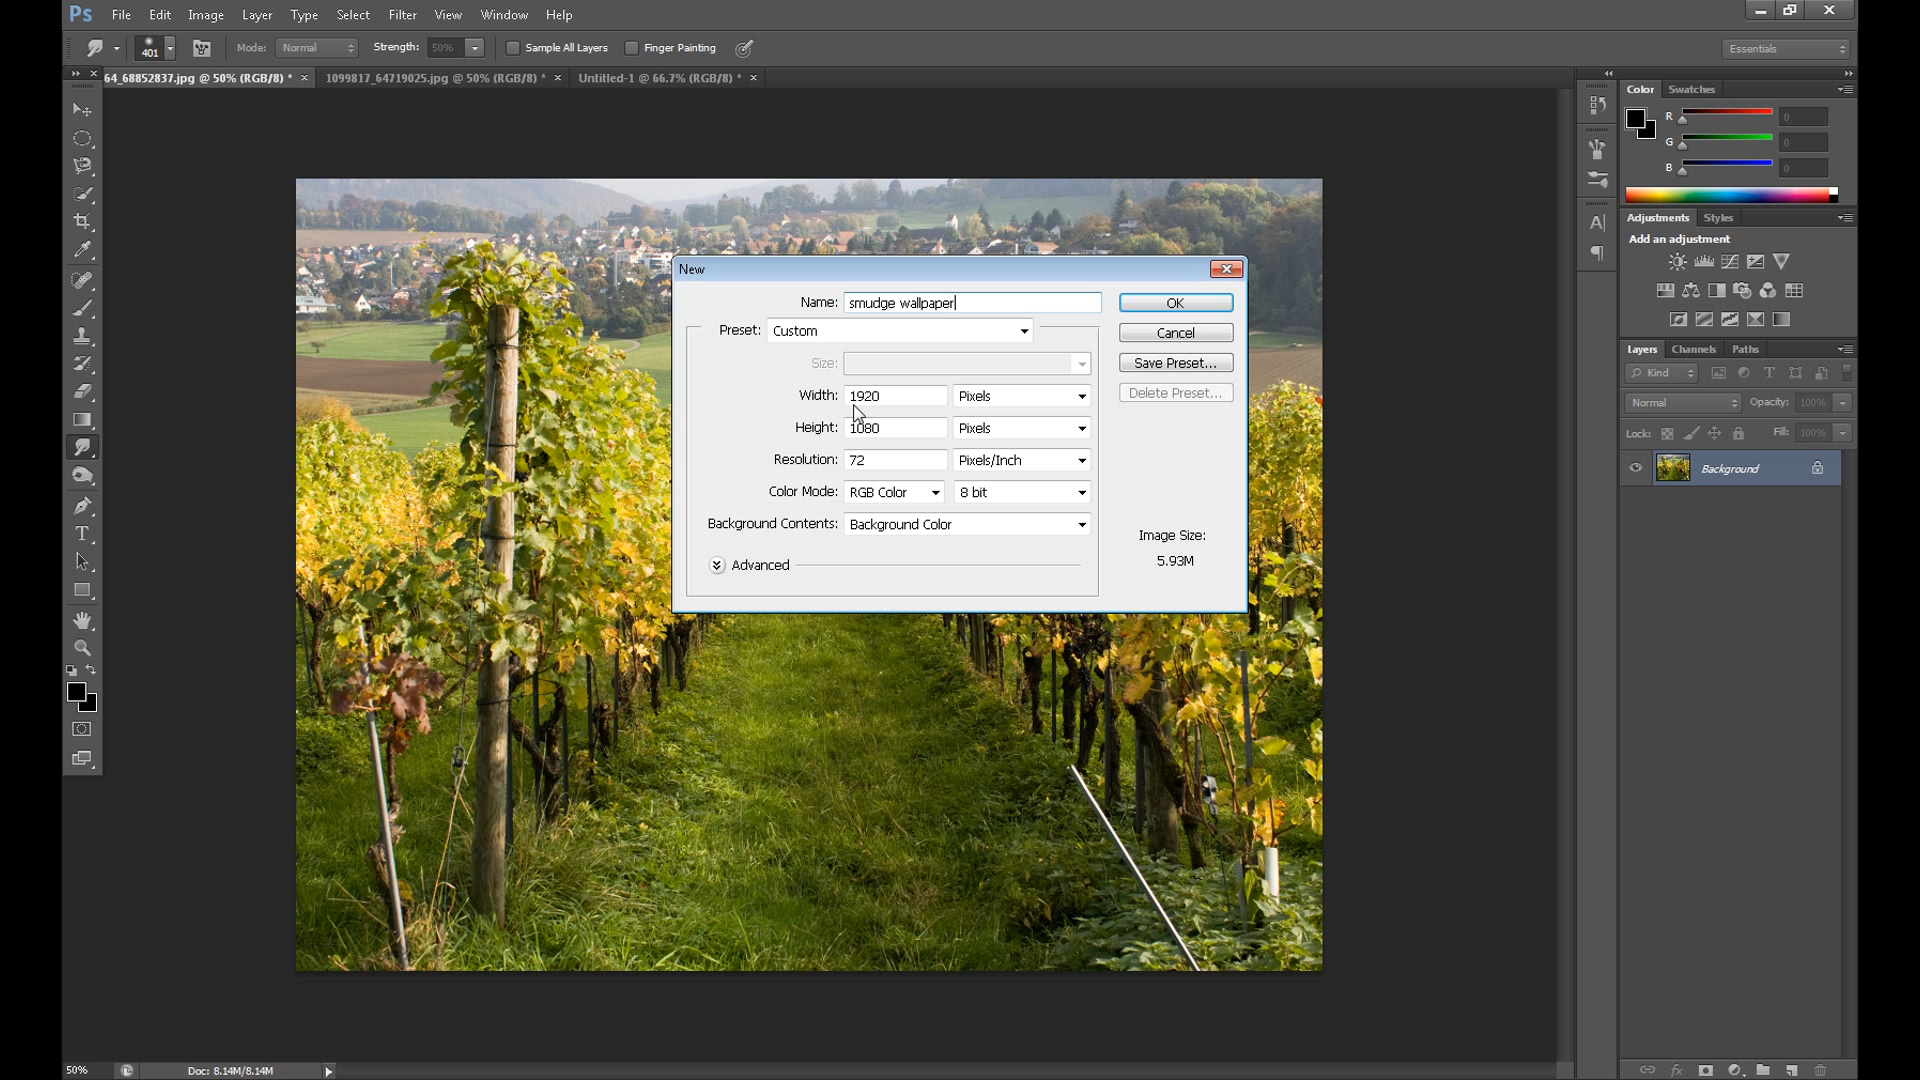 Ps File Edit Image Layer Type Select Filter View Window Help
401 Mode: Normal Strength: 50% Sample All Layers Finger Painting Essentials
64_68852837.jpg @ 50% (RGB/8) * × 1099817_64719025.jpg @ 50% (RGB/8) * × Untitled-1 @ 66.7% (RGB/8) * ×
Color Swatches
R 0
G 0
B 0
Adjustments Styles
Add an adjustment
New
Name: smudge wallpaper
OK
Preset: Custom
Cancel
Size:
Save Preset...
Width: 1920 Pixels
Delete Preset...
Height: 1080 Pixels
Resolution: 72 Pixels/Inch
Color Mode: RGB Color 8 bit
Background Contents: Background Color
Image Size:
5.93M
Advanced
Layers Channels Paths
Kind
Normal Opacity: 100%
Lock: Fill: 100%
Background
50% Doc: 8.14M/8.14M